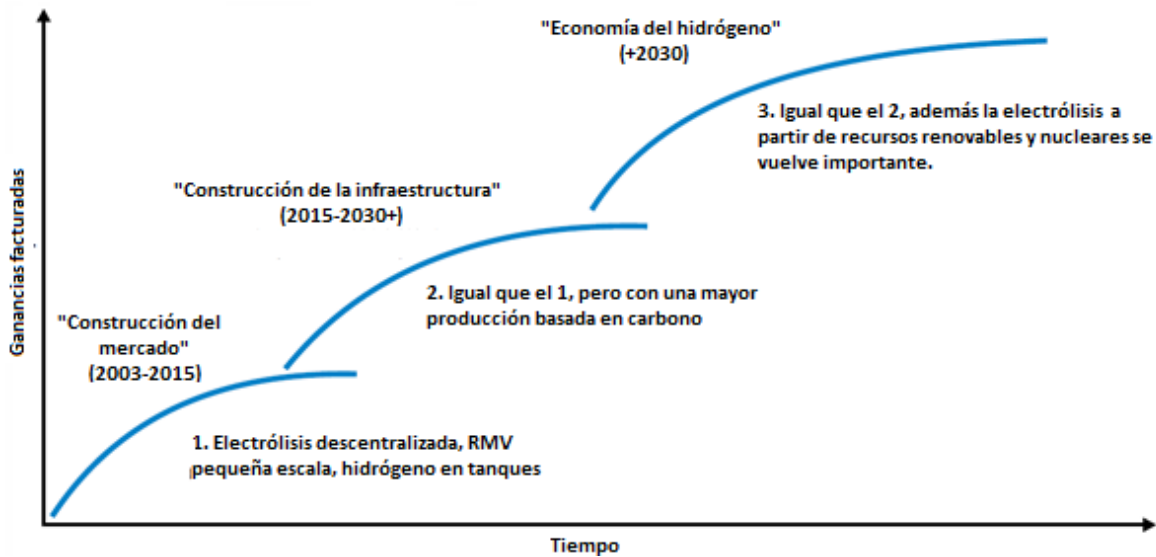 "Economía del hidrógeno"
(+2030)
3. Igual que el 2, además la electrólisis a
partir de recursos renovables y nucleares se
vuelve importante.
"Construcción de la infraestructura"
(2015-2030+)
2. Igual que el 1, pero con una mayor
producción basada en carbono
"Construcción del
mercado"
(2003-2015)
1. Electrólisis descentralizada, RMV
pequeña escala, hidrógeno en tanques
Ganancias facturadas
Tiempo